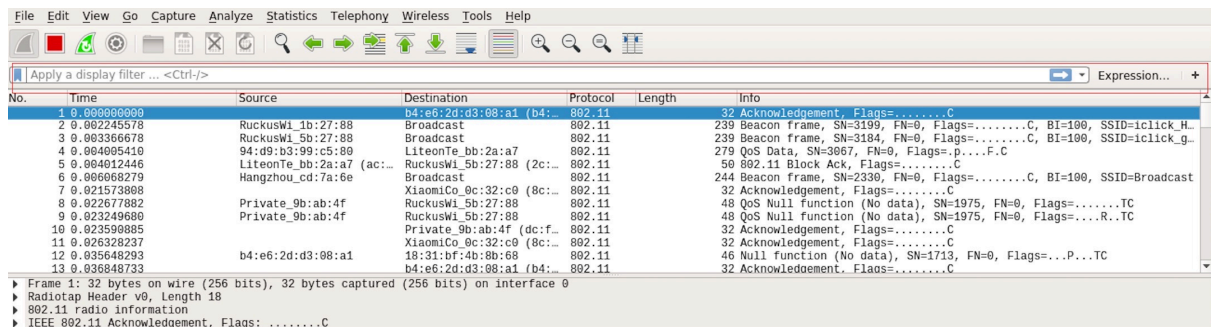 File Edit View Go Capture Analyze Statistics Telephony Wireless Tools Help
Apply a display filter ... <Ctrl-/> Expression... +
No. Time Source Destination Protocol Length Info
1 0.000000000 b4:e6:2d:d3:08:a1 (b4:… 802.11 32 Acknowledgement, Flags=........C
2 0.002245578 RuckusWi_1b:27:88 Broadcast 802.11 239 Beacon frame, SN=3199, FN=0, Flags=........C, BI=100, SSID=iclick_H…
3 0.003366678 RuckusWi_5b:27:88 Broadcast 802.11 239 Beacon frame, SN=3184, FN=0, Flags=........C, BI=100, SSID=iclick_g…
4 0.004005410 94:d9:b3:99:c5:80 LiteonTe_bb:2a:a7 802.11 279 QoS Data, SN=3067, FN=0, Flags=.p....F.C
5 0.004012446 LiteonTe_bb:2a:a7 (ac:… RuckusWi_5b:27:88 (2c:… 802.11 50 802.11 Block Ack, Flags=........C
6 0.006068279 Hangzhou_cd:7a:6e Broadcast 802.11 244 Beacon frame, SN=2330, FN=0, Flags=........C, BI=100, SSID=Broadcast
7 0.021573808 XiaomiCo_0c:32:c0 (8c:… 802.11 32 Acknowledgement, Flags=........C
8 0.022677882 Private_9b:ab:4f RuckusWi_5b:27:88 802.11 48 QoS Null function (No data), SN=1975, FN=0, Flags=.......TC
9 0.023249680 Private_9b:ab:4f RuckusWi_5b:27:88 802.11 48 QoS Null function (No data), SN=1975, FN=0, Flags=....R..TC
10 0.023590885 Private_9b:ab:4f (dc:f… 802.11 32 Acknowledgement, Flags=........C
11 0.026328237 XiaomiCo_0c:32:c0 (8c:… 802.11 32 Acknowledgement, Flags=........C
12 0.035648293 b4:e6:2d:d3:08:a1 18:31:bf:4b:8b:68 802.11 46 Null function (No data), SN=1713, FN=0, Flags=...P...TC
13 0.036848733 b4:e6:2d:d3:08:a1 (b4:… 802.11 32 Acknowledgement, Flags=........C
Frame 1: 32 bytes on wire (256 bits), 32 bytes captured (256 bits) on interface 0
Radiotap Header v0, Length 18
802.11 radio information
IEEE 802.11 Acknowledgement, Flags: ........C